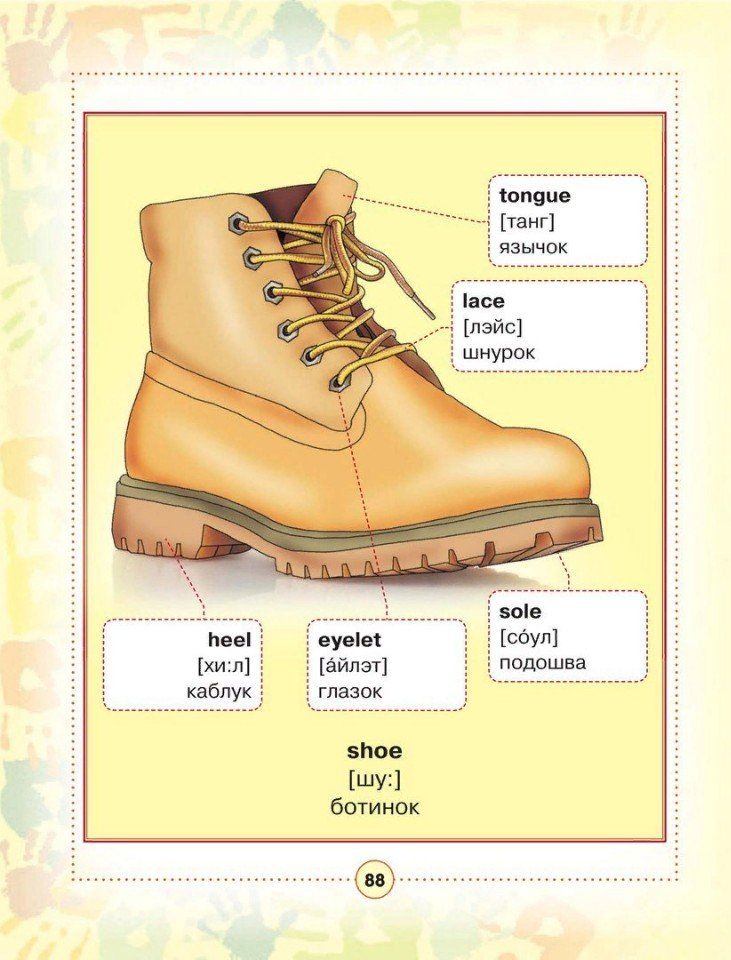 tongue
[танг]
язычок
lace
[лэйс]
шнурок
heel
[хи:л]
каблук
eyelet
[а́йлэт]
глазок
sole
[со́ул]
подошва
shoe
[шу:]
ботинок
88